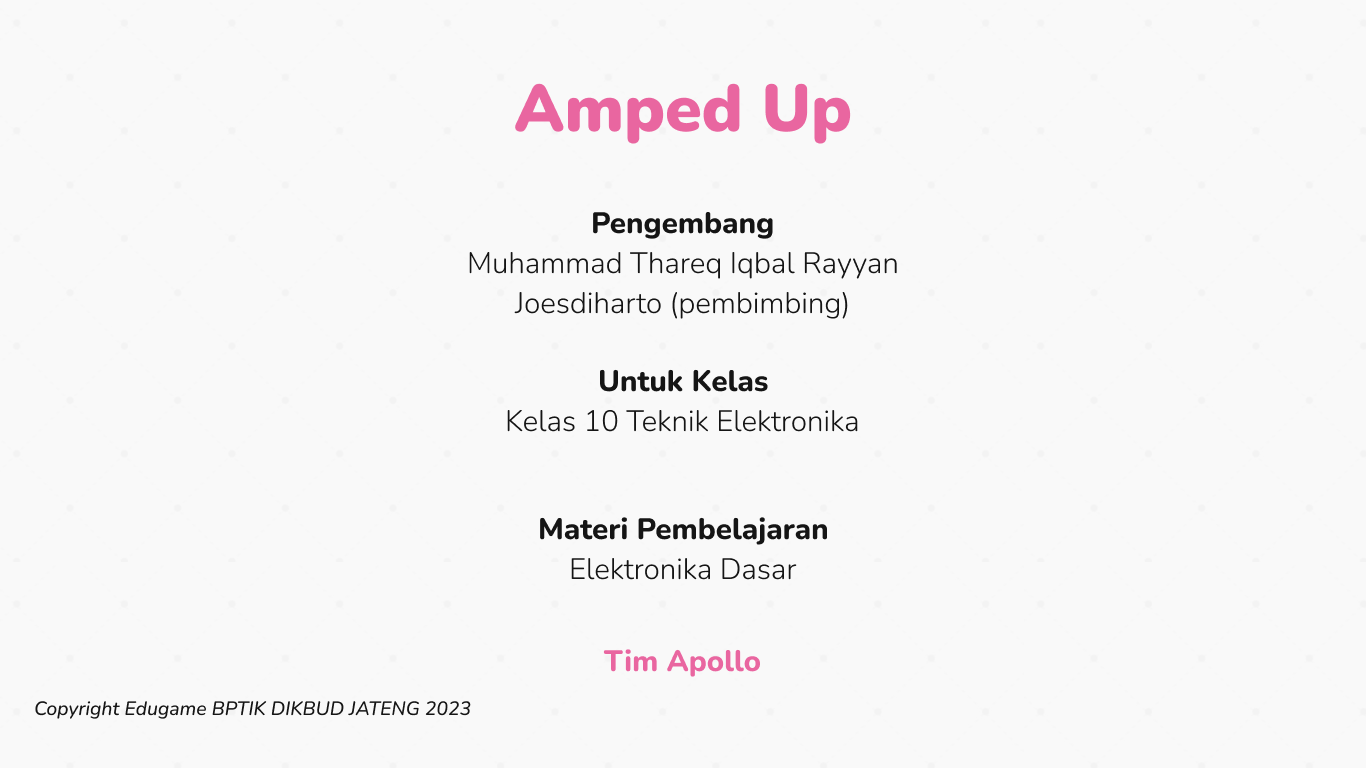 Amped Up
Pengembang
Muhammad Thareq Iqbal Rayyan
Joesdiharto (pembimbing)
Untuk Kelas
Kelas 10 Teknik Elektronika
Materi Pembelajaran
Elektronika Dasar
Tim Apollo
Copyright Edugame BPTIK DIKBUD JATENG 2023